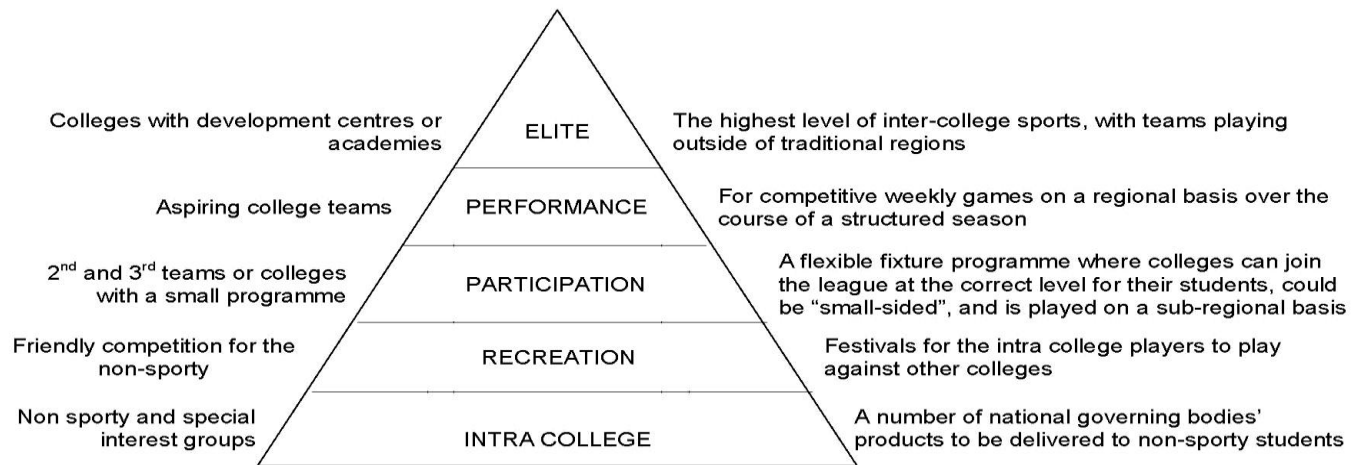 Colleges with development centres or
academies
ELITE
The highest level of inter-college sports, with teams playing
outside of traditional regions
Aspiring college teams
PERFORMANCE
For competitive weekly games on a regional basis over the
course of a structured season
2nd and 3rd teams or colleges
with a small programme
PARTICIPATION
A flexible fixture programme where colleges can join
the league at the correct level for their students, could
be “small-sided”, and is played on a sub-regional basis
Friendly competition for the
non-sporty
RECREATION
Festivals for the intra college players to play
against other colleges
Non sporty and special
interest groups
INTRA COLLEGE
A number of national governing bodies’
products to be delivered to non-sporty students